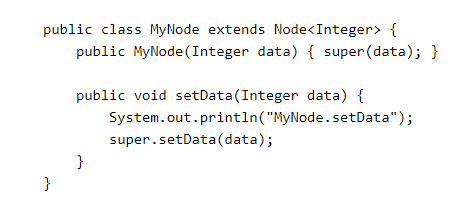 public class MyNode extends Node<Integer> {
    public MyNode(Integer data) { super(data); }

    public void setData(Integer data) {
        System.out.println("MyNode.setData");
        super.setData(data);
    }
}